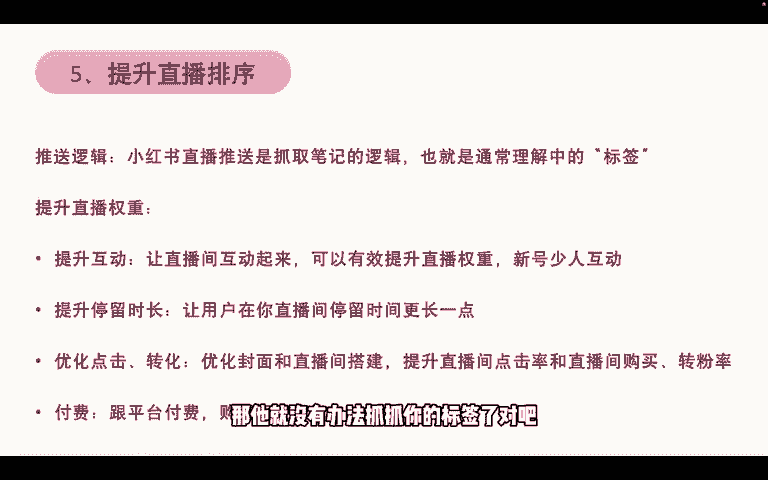 5、提升直播排序
推送逻辑：小红书直播推送是抓取笔记的逻辑，也就是通常理解中的“标签”
提升直播权重：
• 提升互动：让直播间互动起来，可以有效提升直播权重，新号少人互动
• 提升停留时长：让用户在你直播间停留时间更长一点
• 优化点击、转化：优化封面和直播间搭建，提升直播间点击率和直播间购买、转粉率
• 付费：跟平台付费，
那他就没有办法抓抓你的标签了对吧